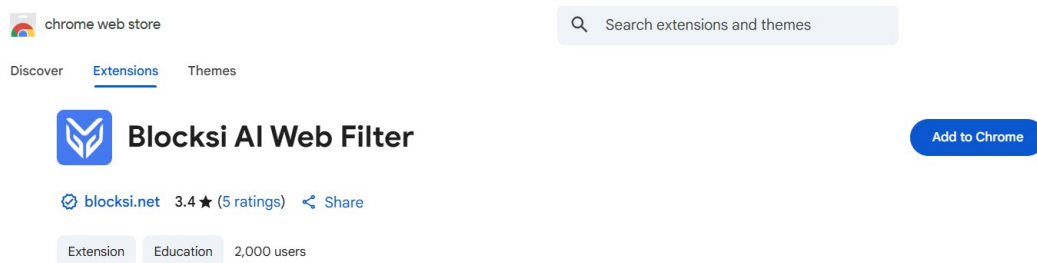 chrome web store
Search extensions and themes
Discover Extensions Themes
Blocksi AI Web Filter
Add to Chrome
blocksi.net 3.4★ (5 ratings) Share
Extension Education 2,000 users